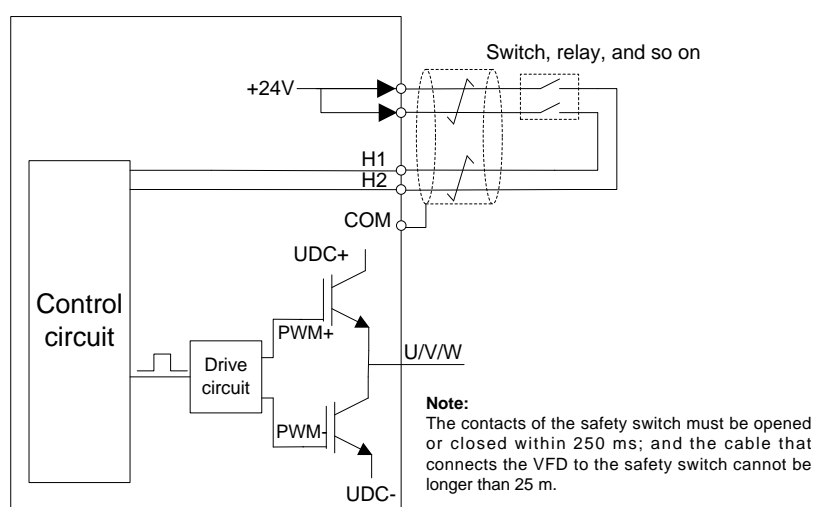 Switch, relay, and so on
+24V
H1
H2
COM
UDC+
Control
circuit
PWM+
Drive
circuit
U/V/W
PWM-
UDC-
Note:
The contacts of the safety switch must be opened
or closed within 250 ms; and the cable that
connects the VFD to the safety switch cannot be
longer than 25 m.